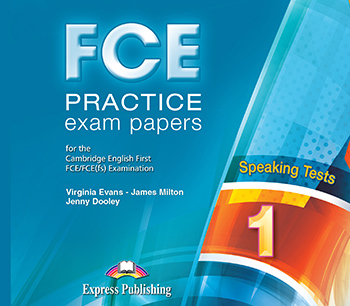 FCE
PRACTICE
exam papers
for the
Cambridge English First
FCE/FCE(fs) Examination
Virginia Evans - James Milton
Jenny Dooley
Speaking Tests
1
Express Publishing